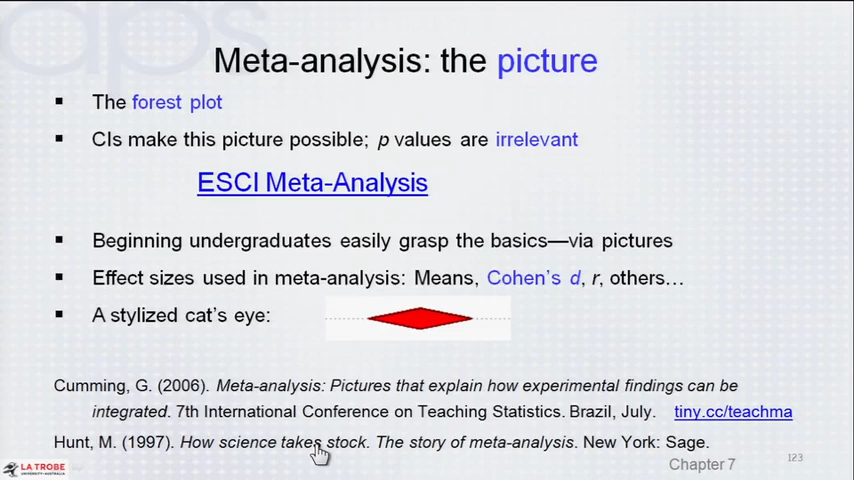 aps
Meta-analysis: the picture
▪ The forest plot
▪ CIs make this picture possible; p values are irrelevant
ESCI Meta-Analysis
▪ Beginning undergraduates easily grasp the basics—via pictures
▪ Effect sizes used in meta-analysis: Means, Cohen's d, r, others…
▪ A stylized cat's eye:
Cumming, G. (2006). Meta-analysis: Pictures that explain how experimental findings can be
integrated. 7th International Conference on Teaching Statistics. Brazil, July. tiny.cc/teachma
Hunt, M. (1997). How science takes stock. The story of meta-analysis. New York: Sage.
LA TROBE
UNIVERSITY•AUSTRALIA
Chapter 7
123